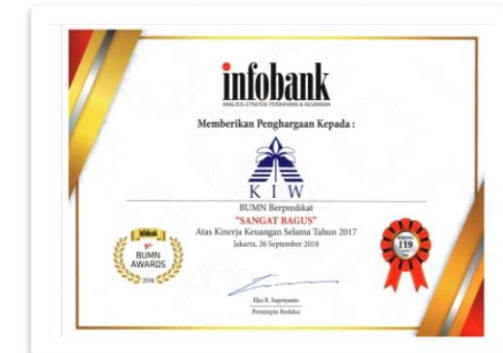 infobank
ANALISIS-STRATEGI PERBANKAN & KEUANGAN
Memberikan Penghargaan Kepada :
K I W
BUMN Berpredikat
"SANGAT BAGUS"
Atas Kinerja Keuangan Selama Tahun 2017
Jakarta, 26 September 2018
infobank
9th
BUMN
AWARDS
2018
119
Eko B. Supriyanto
Pemimpin Redaksi